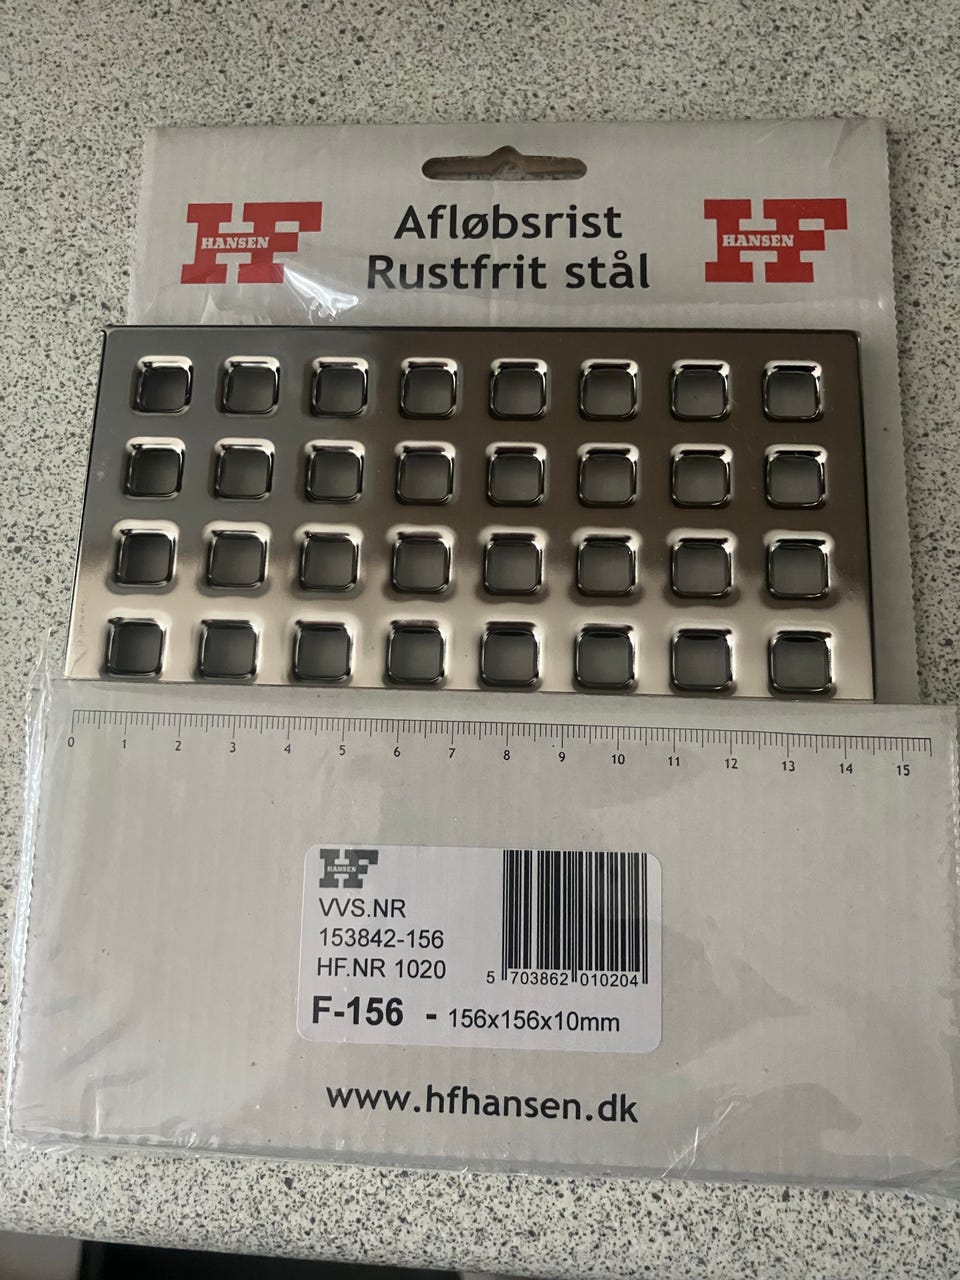 HF HANSEN
Afløbsrist
Rustfrit stål
HF HANSEN
0 1 2 3 4 5 6 7 8 9 10 11 12 13 14 15
HF HANSEN
VVS.NR
153842-156
HF.NR 1020
5 703862 010204
F-156 - 156x156x10mm
www.hfhansen.dk